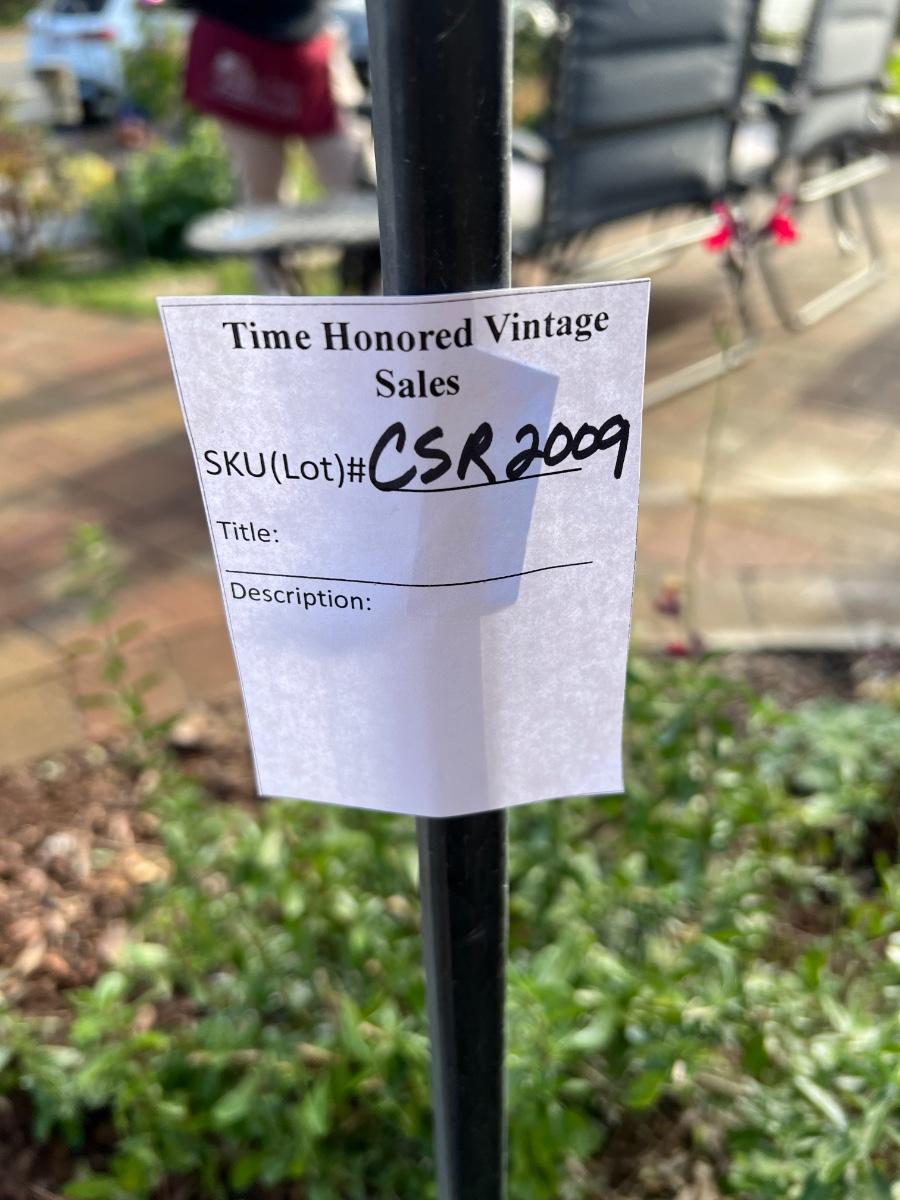 Time Honored Vintage
Sales
SKU(Lot)# CSR2009
Title:
Description: